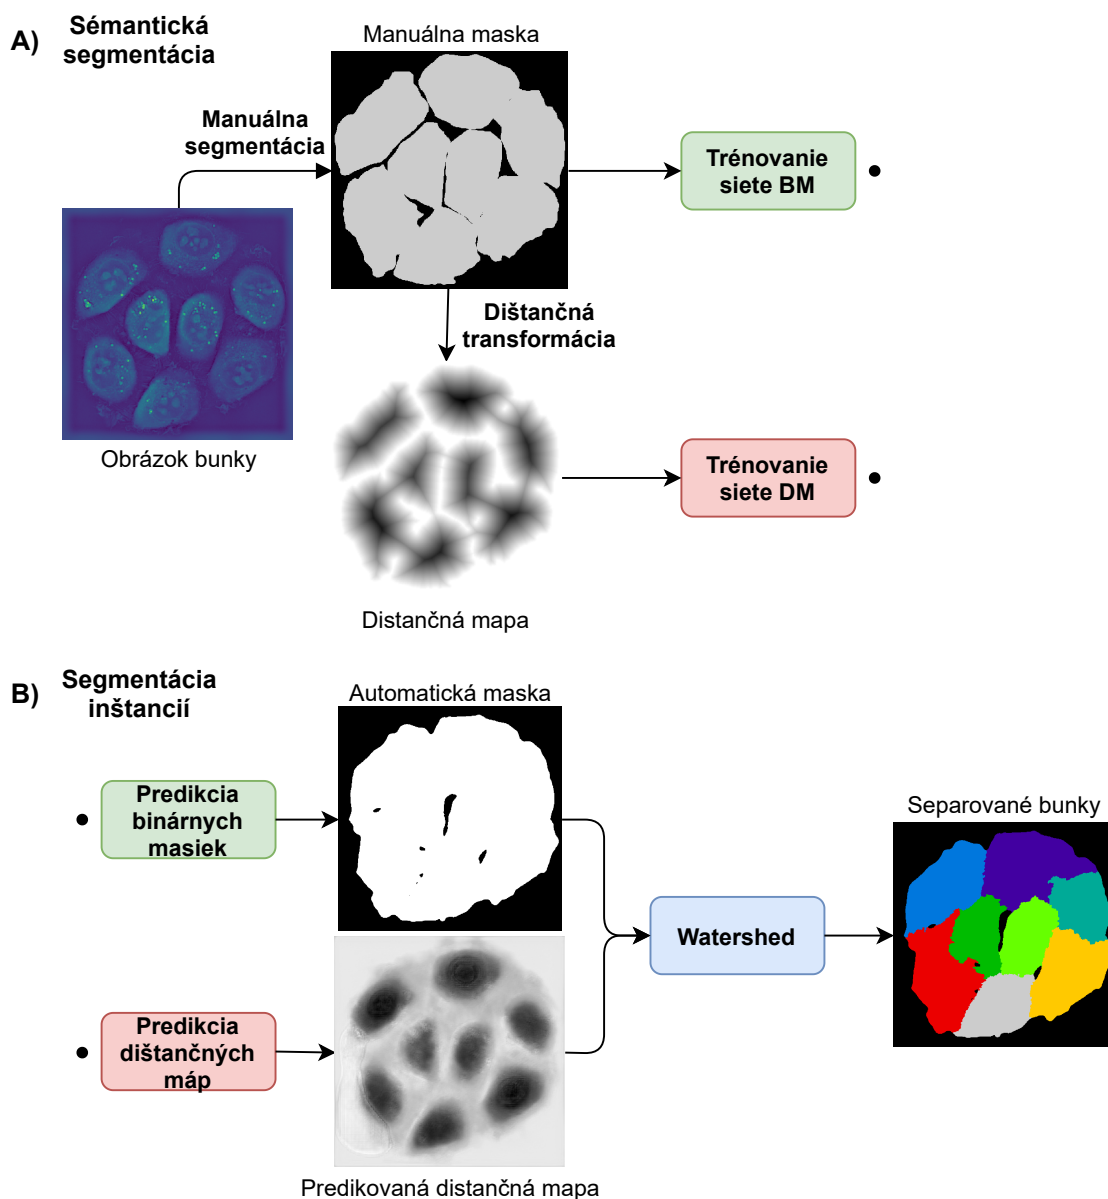 A)
Sémantická
segmentácia
Manuálna maska
Manuálna
segmentácia
Trénovanie
siete BM
Obrázok bunky
Dištančná
transformácia
Trénovanie
siete DM
Distančná mapa
B)
Segmentácia
inštancií
Automatická maska
Predikcia
binárnych
masiek
Separované bunky
Watershed
Predikcia
dištančných
máp
Predikovaná distančná mapa